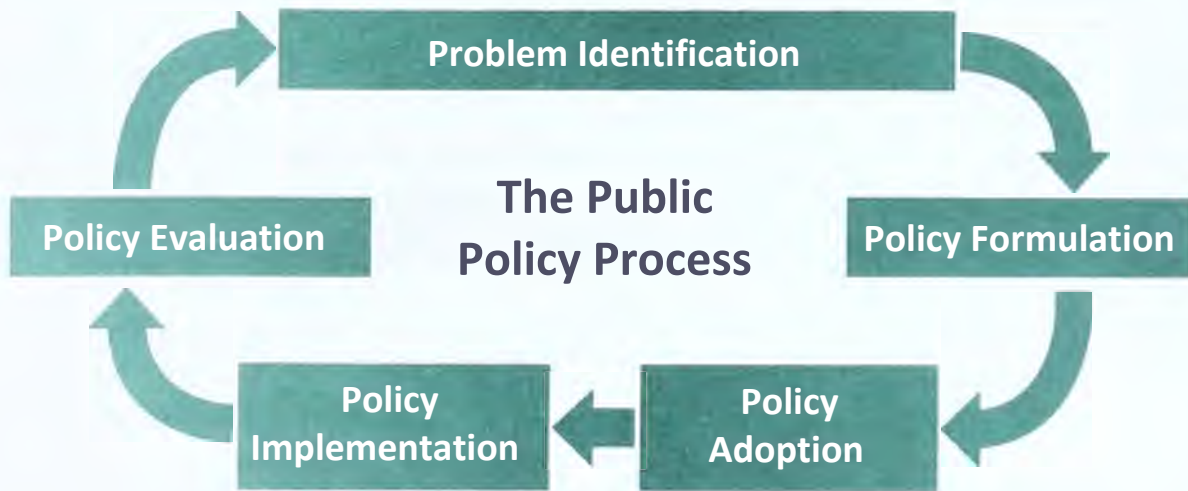 Problem Identification
The Public
Policy Process
Policy Evaluation
Policy Formulation
Policy
Implementation
Policy
Adoption